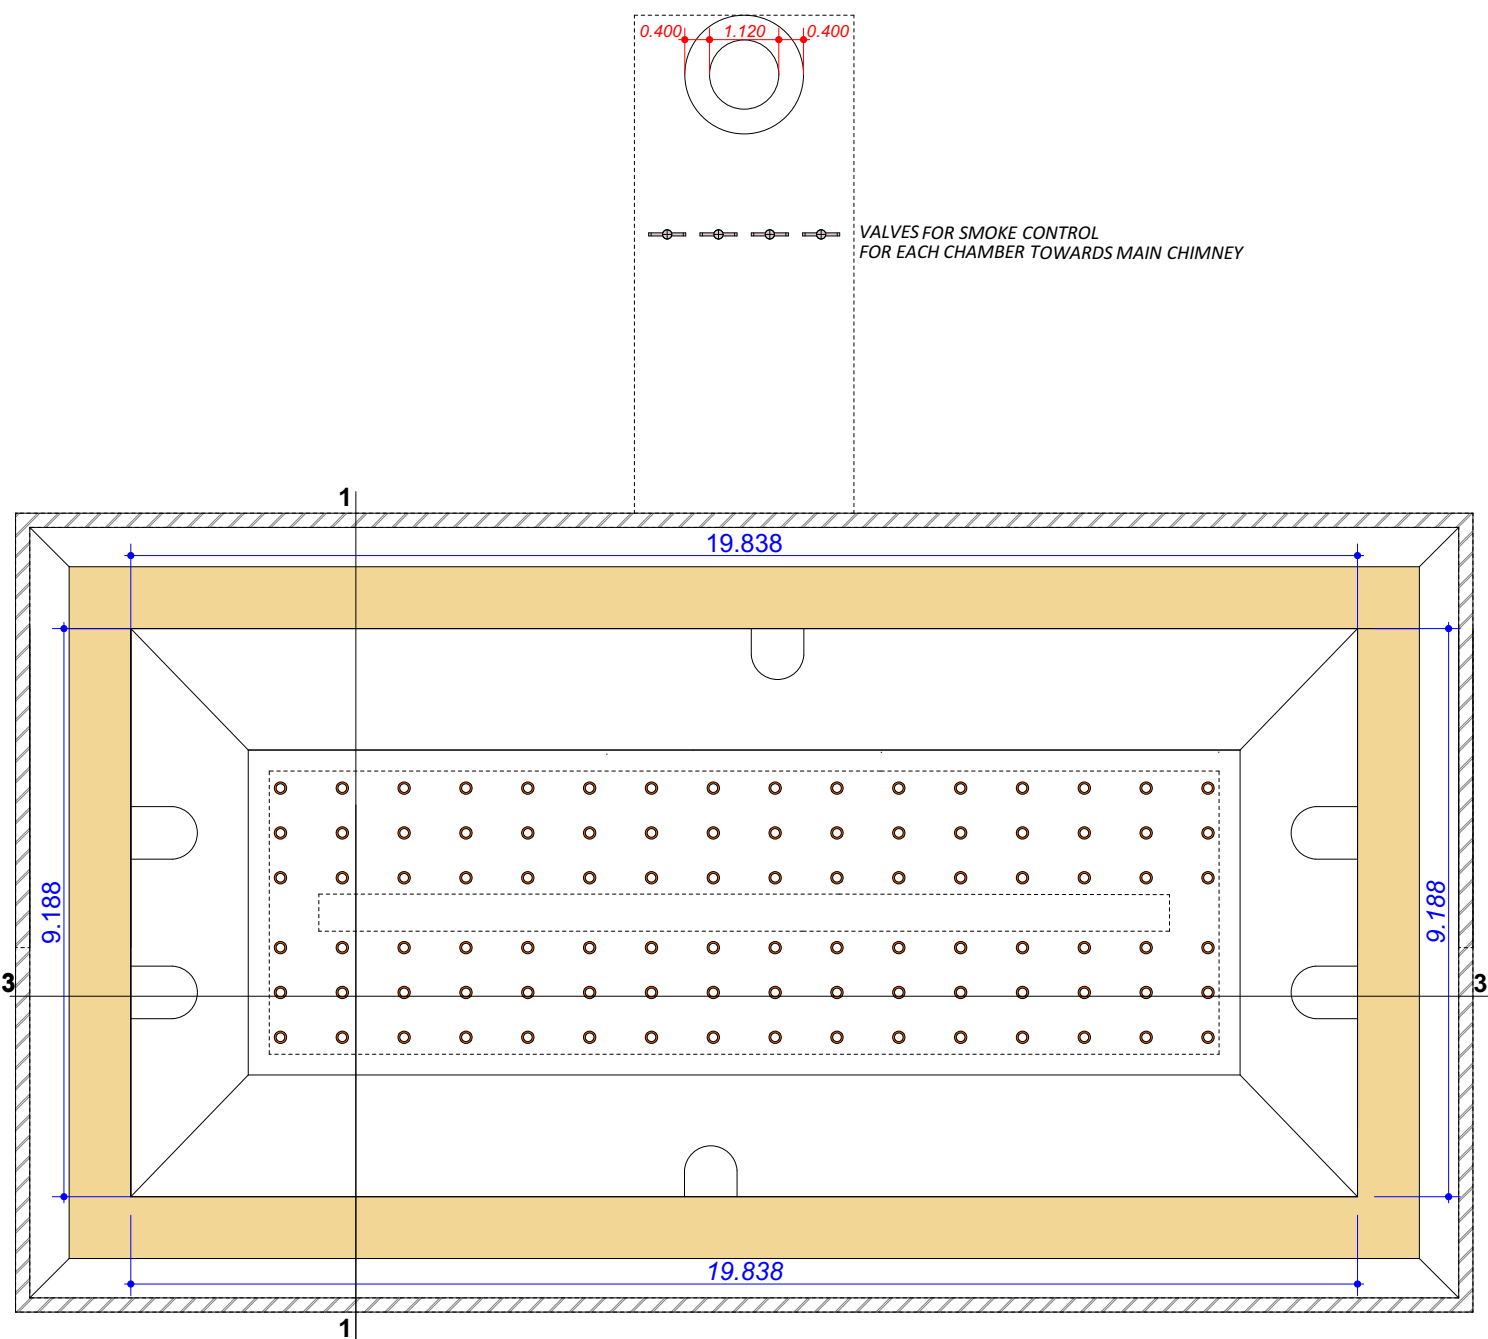 0.400 1.120 0.400
VALVES FOR SMOKE CONTROL
FOR EACH CHAMBER TOWARDS MAIN CHIMNEY
1
19.838
9.188
9.188
3
3
19.838
1